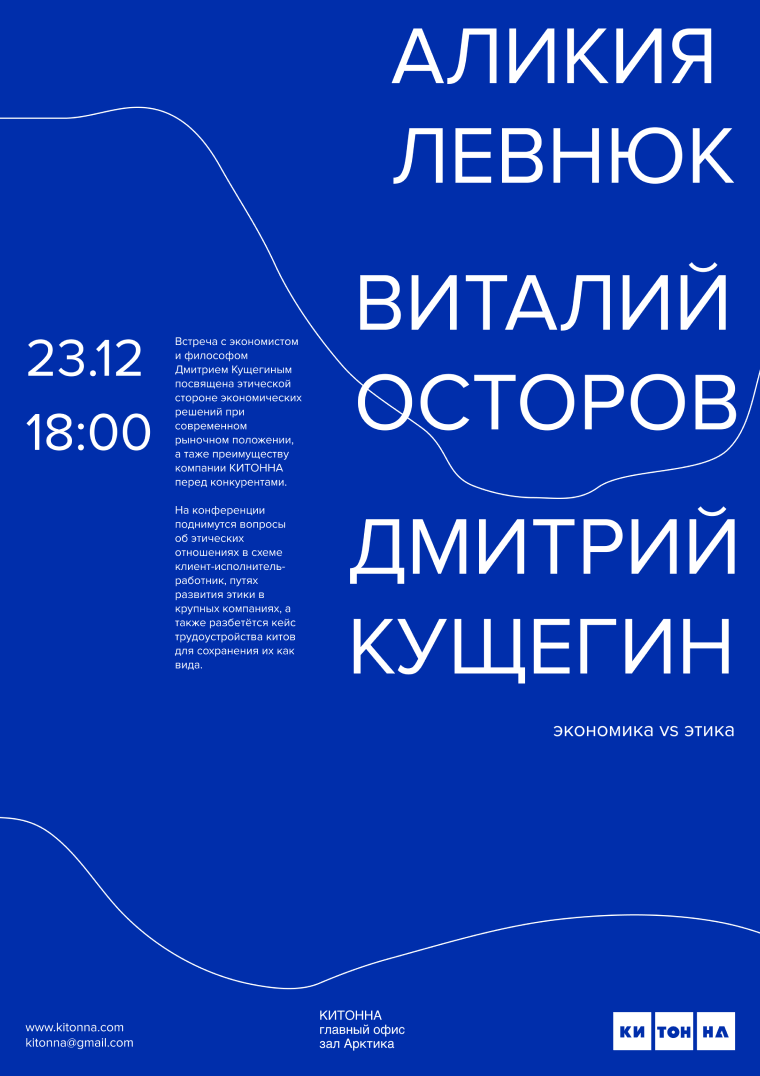 АЛИКИЯ
ЛЕВНЮК
ВИТАЛИЙ
ОСТОРОВ
ДМИТРИЙ
КУЩЕГИН
экономика vs этика
23.12
18:00
Встреча с экономистом
и философом
Дмитрием Кущегиным
посвящена этической
стороне экономических
решений при
современном
рыночном положении,
а таже преимуществу
компании КИТОННА
перед конкурентами.
На конференции
поднимутся вопросы
об этических
отношениях в схеме
клиент-исполнитель-
работник, путях
развития этики в
крупных компаниях, а
также разбетётся кейс
трудоустройства китов
для сохранения их как
вида.
www.kitonna.com
kitonna@gmail.com
КИТОННА
главный офис
зал Арктика
КИ ТОН НА